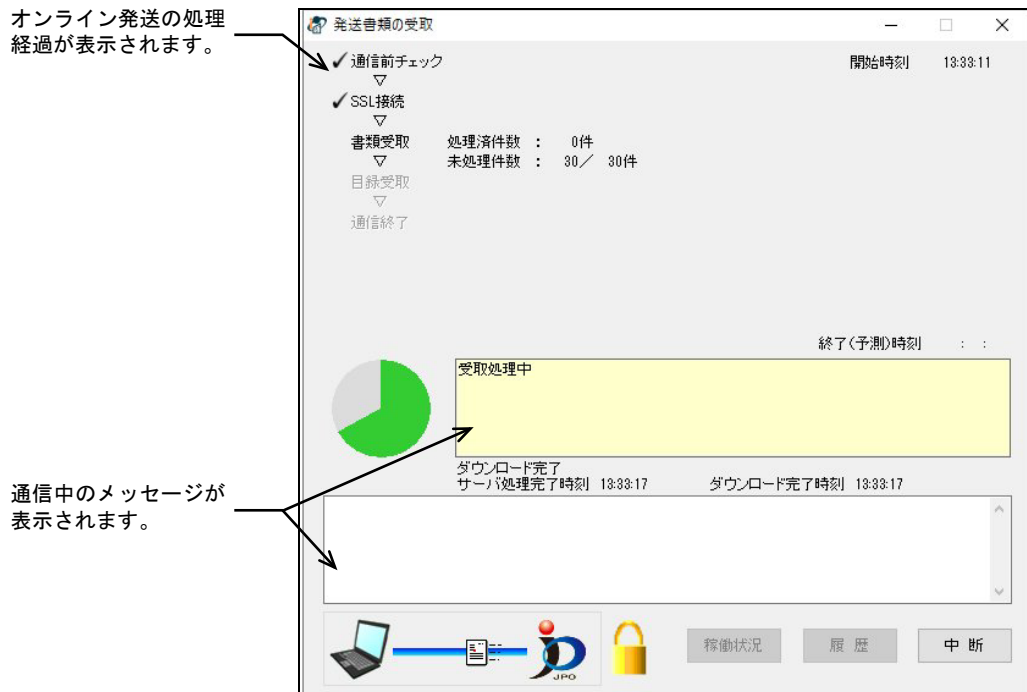 オンライン発送の処理
経過が表示されます。
発送書類の受取
通信前チェック
開始時刻 13:33:11
▽
SSL接続
▽
書類受取 処理済件数 : 0件
▽ 未処理件数 : 30／ 30件
目録受取
▽
通信終了
終了(予測)時刻 : :
受取処理中
ダウンロード完了
サーバ処理完了時刻 13:33:17 ダウンロード完了時刻 13:33:17
通信中のメッセージが
表示されます。
JPO
稼働状況 履 歴 中 断